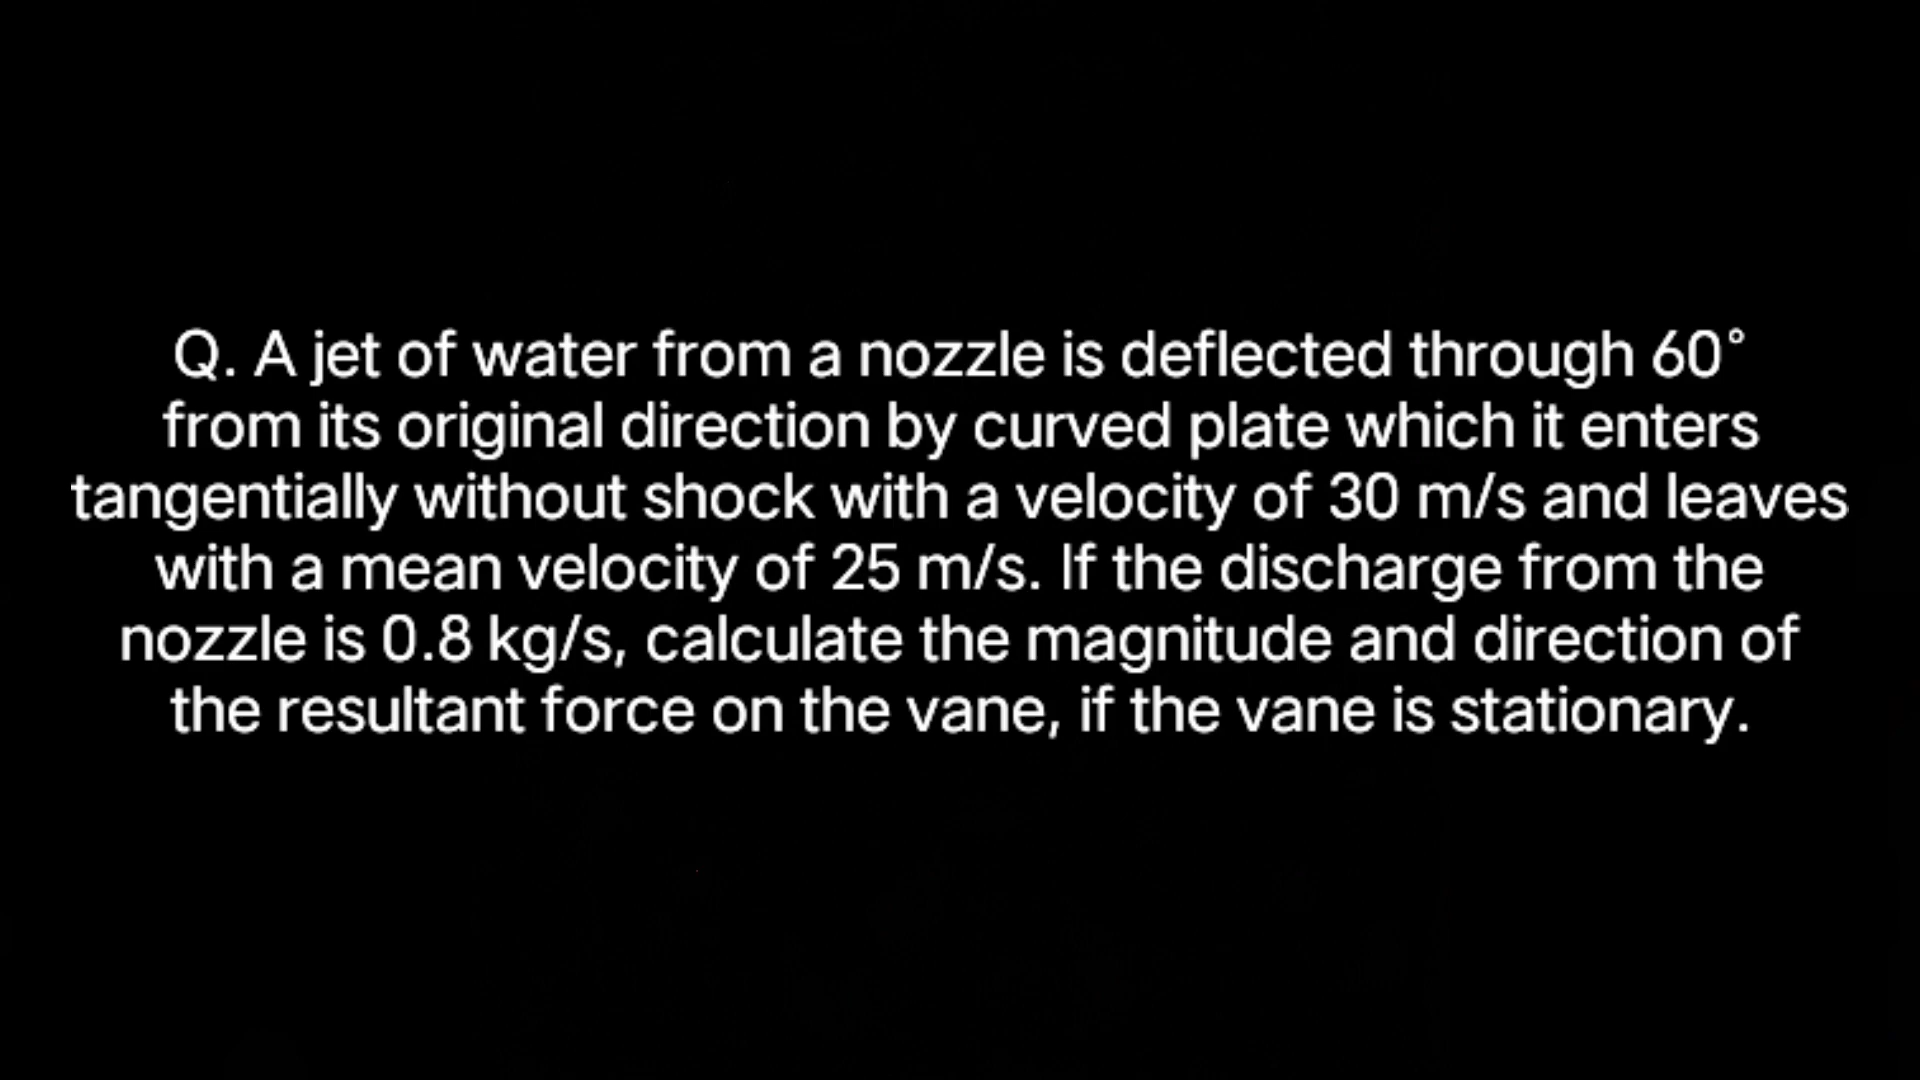 Q. A jet of water from a nozzle is deflected through 60°
from its original direction by curved plate which it enters
tangentially without shock with a velocity of 30 m/s and leaves
with a mean velocity of 25 m/s. If the discharge from the
nozzle is 0.8 kg/s, calculate the magnitude and direction of
the resultant force on the vane, if the vane is stationary.